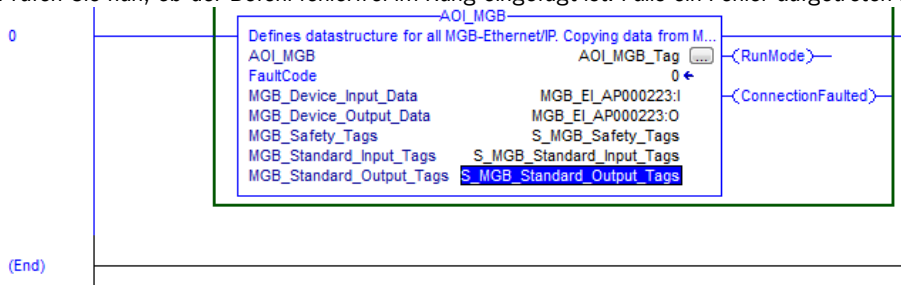 Sie nun, ob der Befehl fehlerfrei im Rung eingefügt ist. Falls ein Fehler aufgetreten
0
AOI_MGB
Defines datastructure for all MGB-Ethernet/IP. Copying data from M...
AOI_MGB AOI_MGB_Tag ... (RunMode)
FaultCode 0
MGB_Device_Input_Data MGB_EI_AP000223:I (ConnectionFaulted)
MGB_Device_Output_Data MGB_EI_AP000223:O
MGB_Safety_Tags S_MGB_Safety_Tags
MGB_Standard_Input_Tags S_MGB_Standard_Input_Tags
MGB_Standard_Output_Tags S_MGB_Standard_Output_Tags
(End)